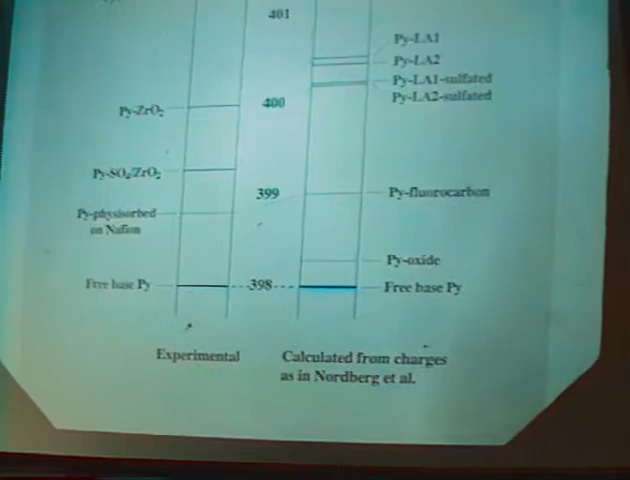 401
Py-LA1
Py-LA2
Py-LA1-sulfated
Py-LA2-sulfated
Py-ZrO2
400
Py-SO4/ZrO2
399
Py-fluorocarbon
Py-physisorbed
on Nafion
Py-oxide
Free base Py
398
Free base Py
Experimental
Calculated from charges
as in Nordberg et al.